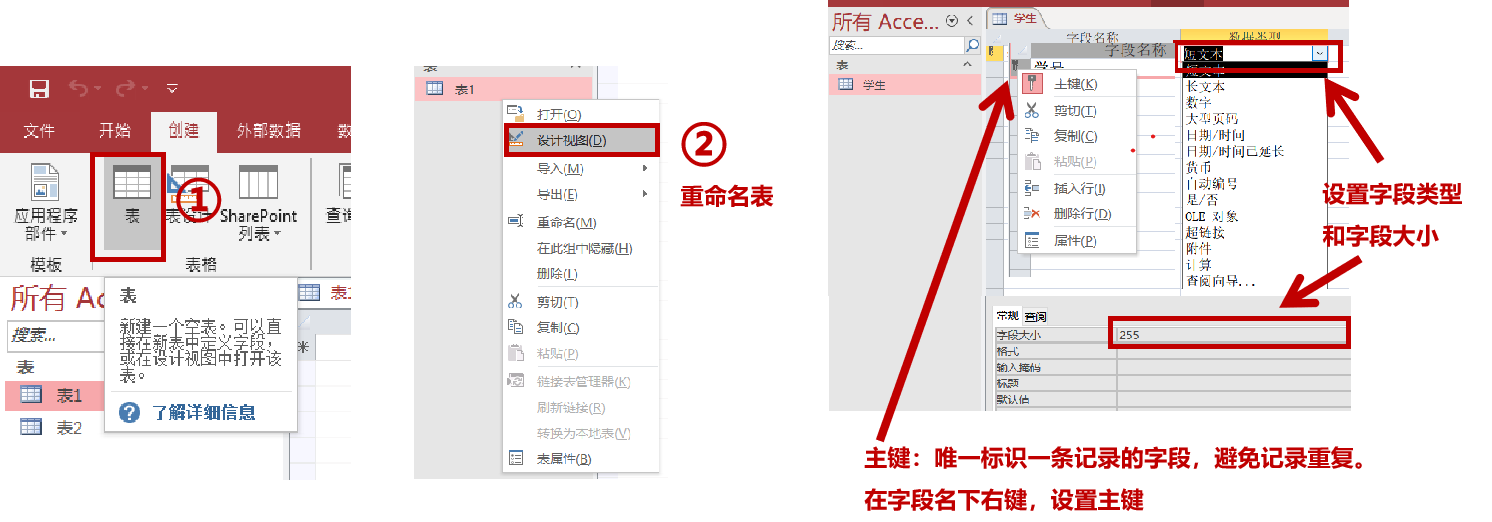 文件 开始 创建 外部数据 数
应用程序
部件
表
表设计
SharePoint
列表
查询
模板
表格
①
所有 Ac
搜索...
表
表1
表2
表
新建一个空表。可以直
接在新表中定义字段，
或在设计视图中打开该
表。
了解详细信息
表
表1
打开(O)
设计视图(D)
导入(M)
导出(E)
重命名(M)
在此组中隐藏(H)
删除(L)
剪切(T)
复制(C)
粘贴(P)
链接表管理器(K)
刷新链接(R)
转换为本地表(V)
表属性(B)
②
重命名表
所有 Acce...
搜索...
表
学生
学生
字段名称
数据类型
字段名称
学号
主键(K)
剪切(T)
复制(C)
粘贴(P)
插入行(I)
删除行(D)
属性(P)
短文本
短文本
长文本
数字
大型页码
日期/时间
日期/时间已延长
货币
自动编号
是/否
OLE 对象
超链接
附件
计算
查阅向导...
设置字段类型
和字段大小
常规 查阅
字段大小 255
格式
输入掩码
标题
默认值
主键：唯一标识一条记录的字段，避免记录重复。
在字段名下右键，设置主键